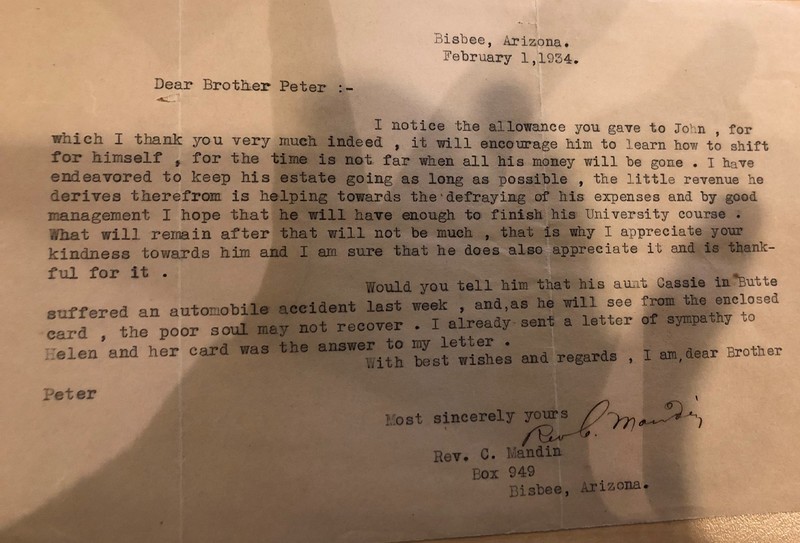 Bisbee, Arizona.
February 1,1934.
Dear Brother Peter :-
I notice the allowance you gave to John , for
which I thank you very much indeed , it will encourage him to learn how to shift
for himself , for the time is not far when all his money will be gone . I have
endeavored to keep his estate going as long as possible , the little revenue he
derives therefrom is helping towards the defraying of his expenses and by good
management I hope that he will have enough to finish his University course .
What will remain after that will not be much , that is why I appreciate your
kindness towards him and I am sure that he does also appreciate it and is thank-
ful for it .
Would you tell him that his aunt Cassie in Butte
suffered an automobile accident last week , and,as he will see from the enclosed
card , the poor soul may not recover . I already sent a letter of sympathy to
Helen and her card was the answer to my letter .
With best wishes and regards , I am,dear Brother
Peter
Most sincerely yours
Rev C. Mandin
Rev. C. Mandin
Box 949
Bisbee, Arizona.